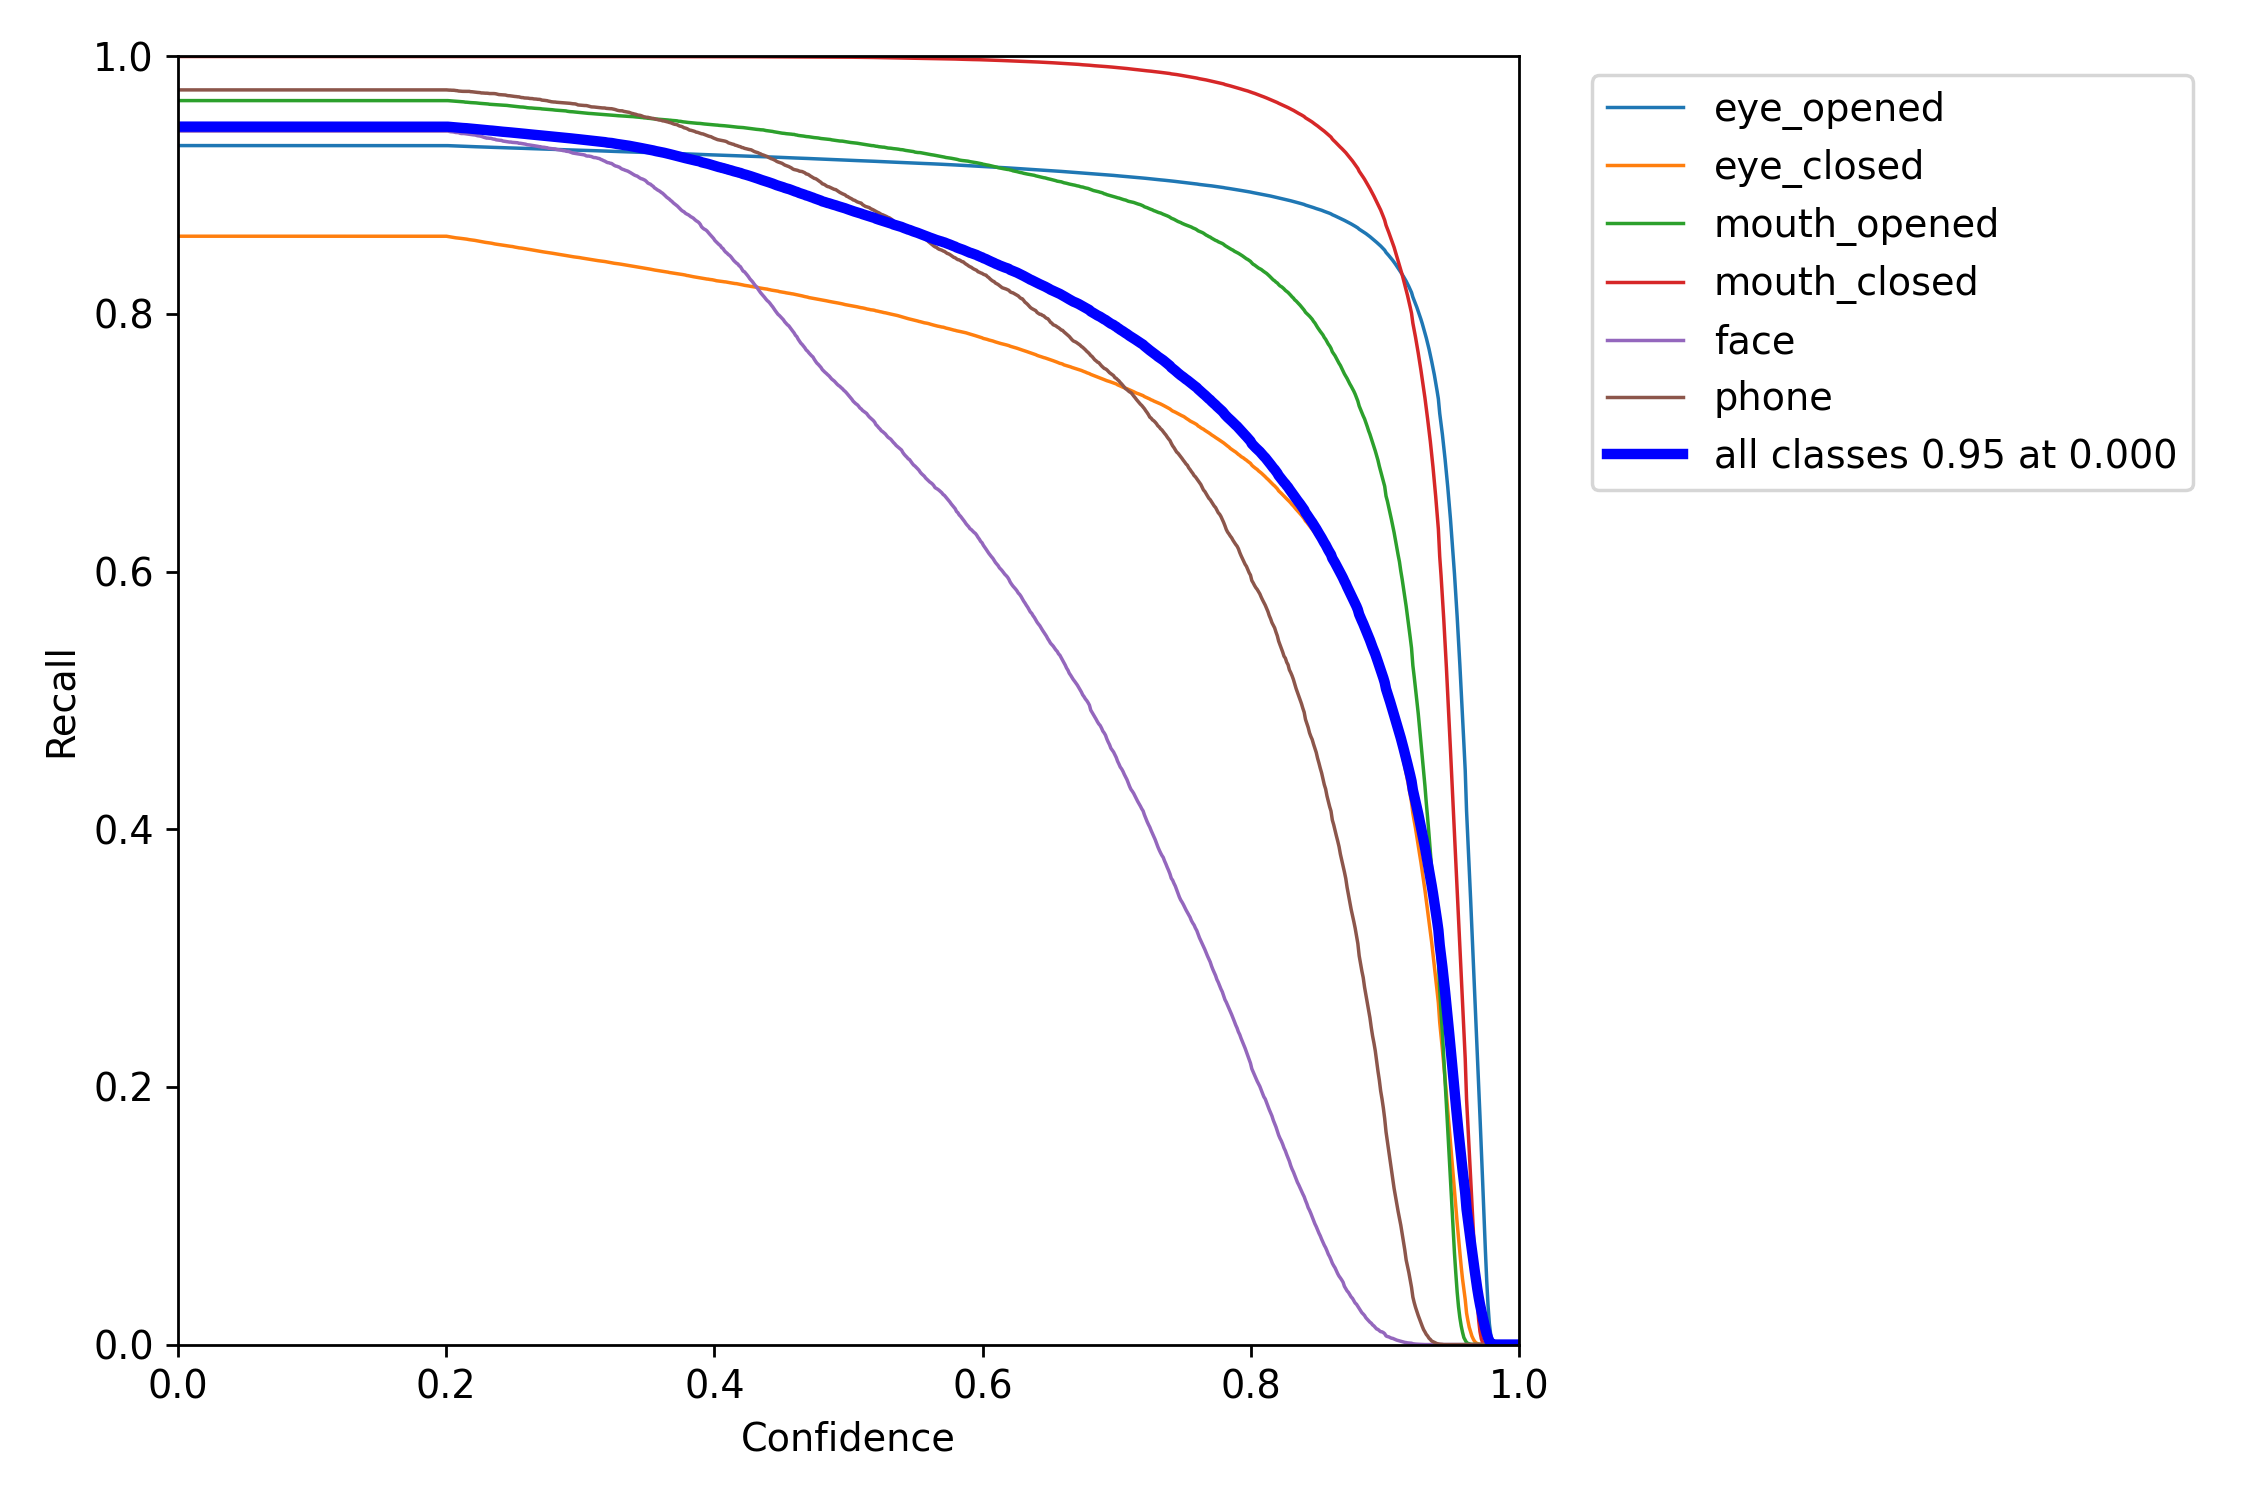 1.0
0.8
0.6
0.4
0.2
0.0
Recall
0.0 0.2 0.4 0.6 0.8 1.0
Confidence
eye_opened
eye_closed
mouth_opened
mouth_closed
face
phone
all classes 0.95 at 0.000